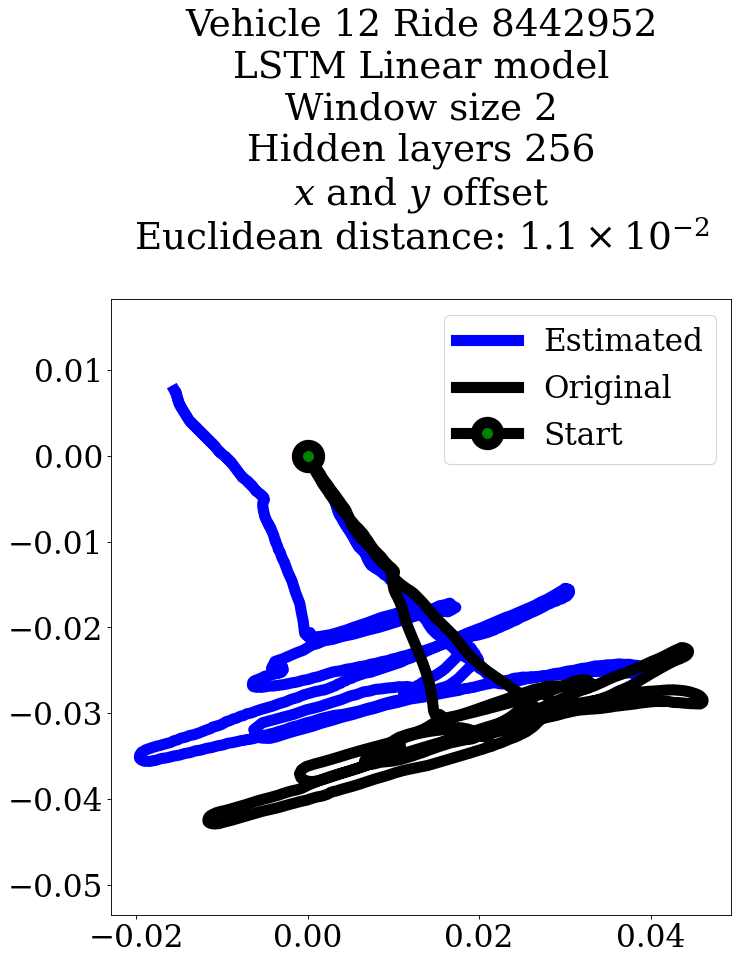 Vehicle 12 Ride 8442952
LSTM Linear model
Window size 2
Hidden layers 256
x and y offset
Euclidean distance: 1.1 × 10⁻²
Estimated
Original
Start
0.01
0.00
−0.01
−0.02
−0.03
−0.04
−0.05
−0.02 0.00 0.02 0.04